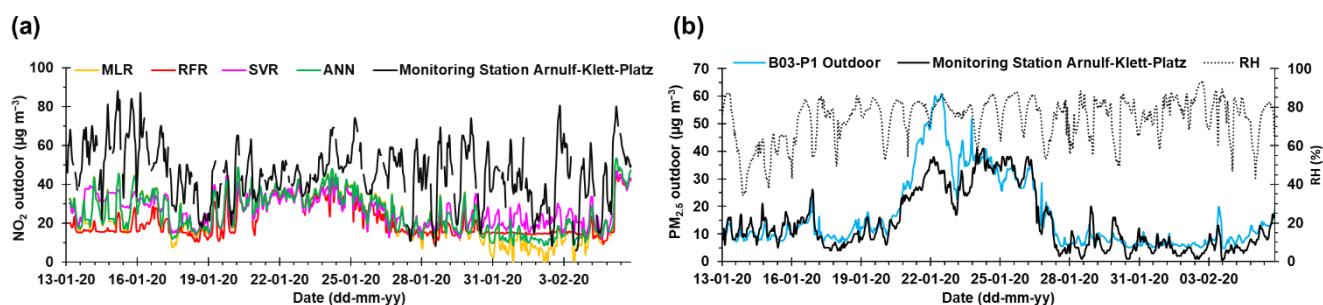 (a)
MLR RFR SVR ANN Monitoring Station Arnulf-Klett-Platz
NO₂ outdoor (µg m⁻³)
100
80
60
40
20
0
13-01-20 16-01-20 19-01-20 22-01-20 25-01-20 28-01-20 31-01-20 3-02-20
Date (dd-mm-yy)
(b)
B03-P1 Outdoor Monitoring Station Arnulf-Klett-Platz RH
PM₂.₅ outdoor (µg m⁻³)
70
60
50
40
30
20
10
0
100
80
60
40
20
0
RH (%)
13-01-20 16-01-20 19-01-20 22-01-20 25-01-20 28-01-20 31-01-20 3-02-20
Date (dd-mm-yy)